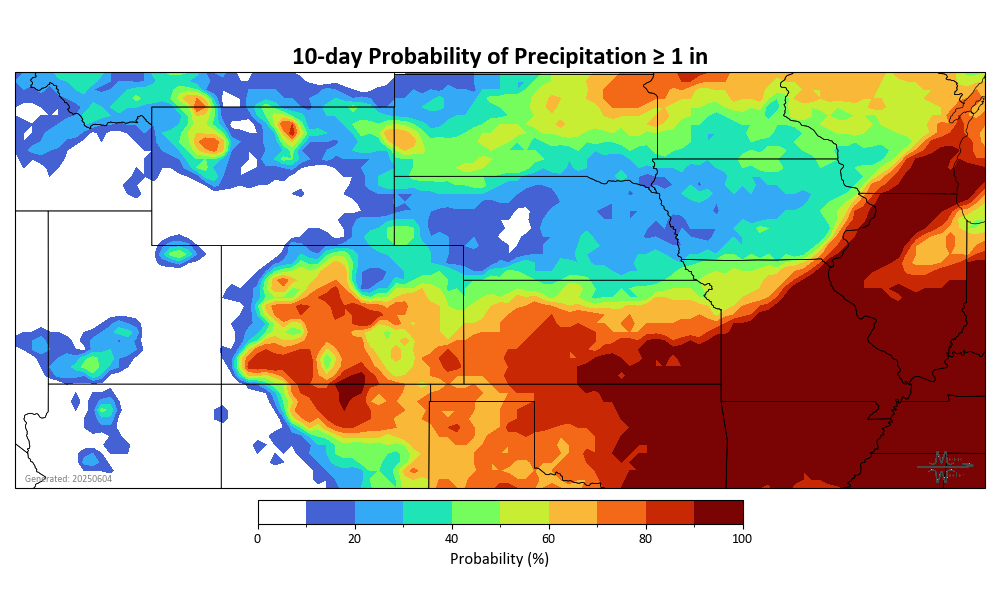 10-day Probability of Precipitation ≥ 1 in
Generated: 20250604
0 20 40 60 80 100
Probability (%)